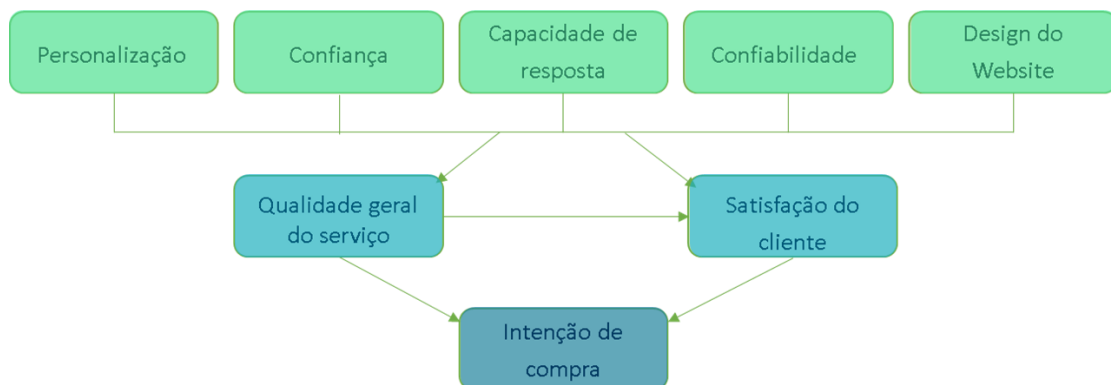 Personalização
Confiança
Capacidade de
resposta
Confiabilidade
Design do
Website
Qualidade geral
do serviço
Satisfação do
cliente
Intenção de
compra